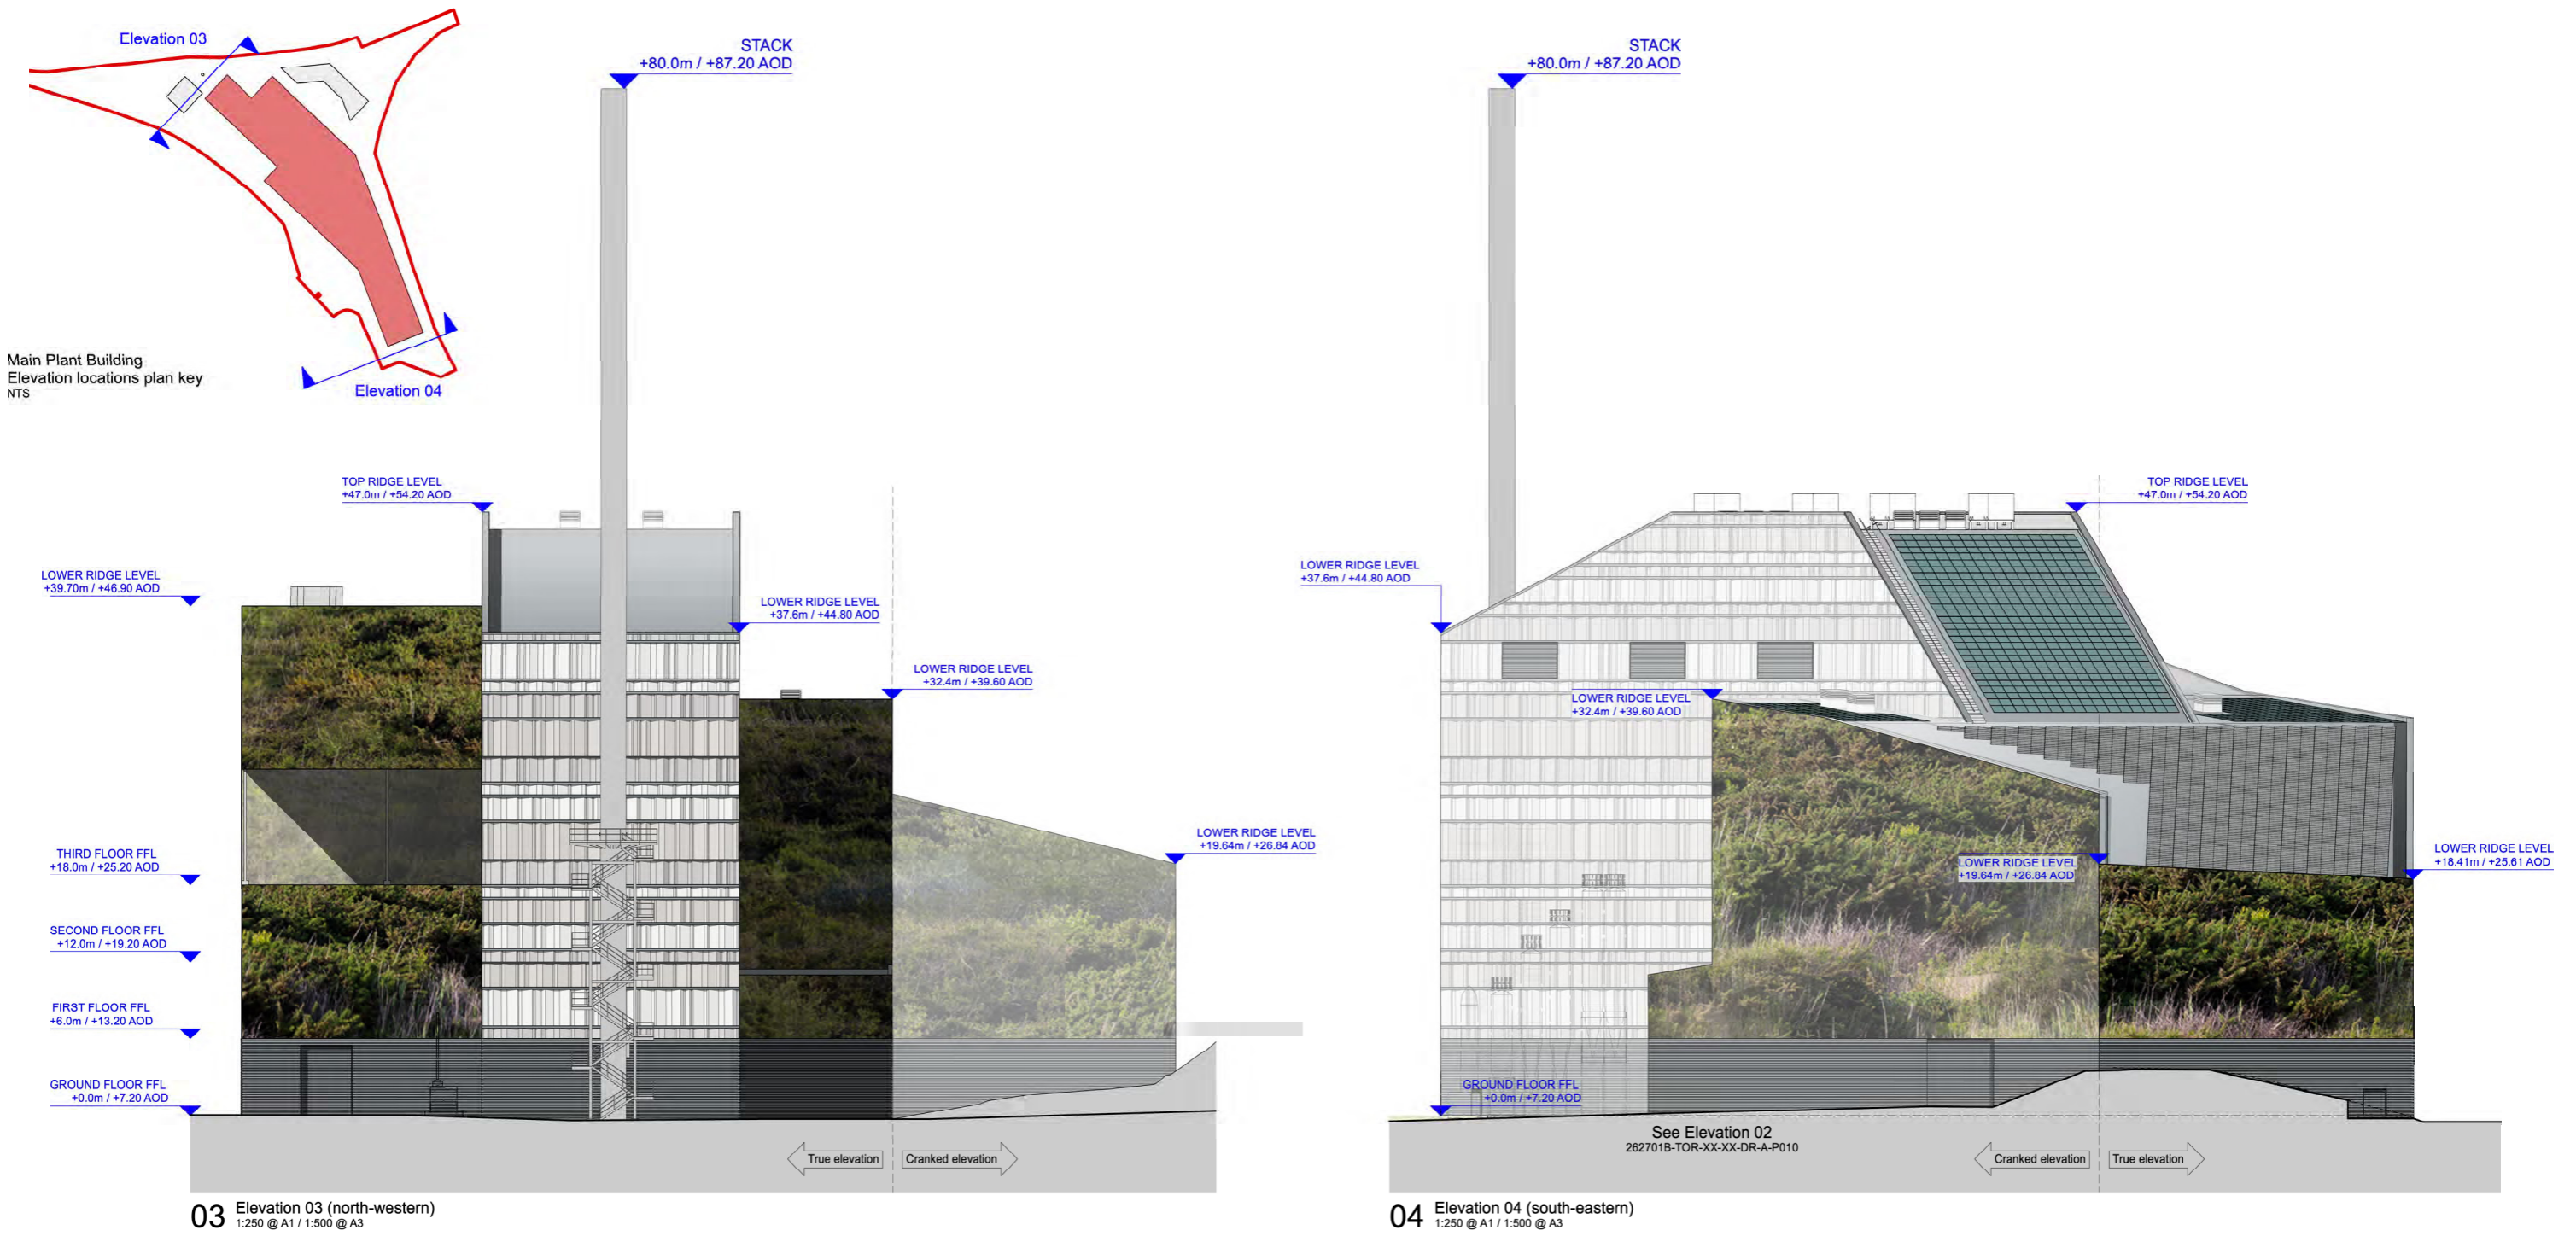 Elevation 03
Main Plant Building
Elevation locations plan key
NTS
Elevation 04
STACK
+80.0m / +87.20 AOD
TOP RIDGE LEVEL
+47.0m / +54.20 AOD
LOWER RIDGE LEVEL
+39.70m / +46.90 AOD
LOWER RIDGE LEVEL
+37.6m / +44.80 AOD
LOWER RIDGE LEVEL
+32.4m / +39.60 AOD
LOWER RIDGE LEVEL
+19.64m / +26.84 AOD
THIRD FLOOR FFL
+18.0m / +25.20 AOD
SECOND FLOOR FFL
+12.0m / +19.20 AOD
FIRST FLOOR FFL
+6.0m / +13.20 AOD
GROUND FLOOR FFL
+0.0m / +7.20 AOD
True elevation
Cranked elevation
03 Elevation 03 (north-western)
1:250 @ A1 / 1:500 @ A3
STACK
+80.0m / +87.20 AOD
TOP RIDGE LEVEL
+47.0m / +54.20 AOD
LOWER RIDGE LEVEL
+37.6m / +44.80 AOD
LOWER RIDGE LEVEL
+32.4m / +39.60 AOD
LOWER RIDGE LEVEL
+19.64m / +26.84 AOD
LOWER RIDGE LEVEL
+18.41m / +25.61 AOD
GROUND FLOOR FFL
+0.0m / +7.20 AOD
See Elevation 02
262701B-TOR-XX-XX-DR-A-P010
Cranked elevation
True elevation
04 Elevation 04 (south-eastern)
1:250 @ A1 / 1:500 @ A3